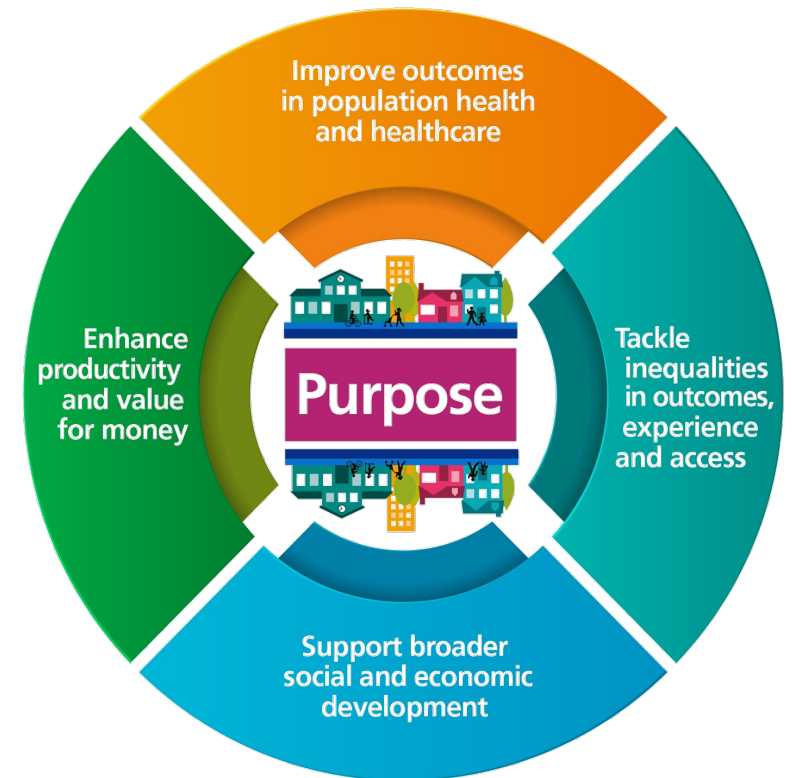 Improve outcomes
in population health
and healthcare
Tackle
inequalities
in outcomes,
experience
and access
Support broader
social and economic
development
Enhance
productivity
and value
for money
Purpose